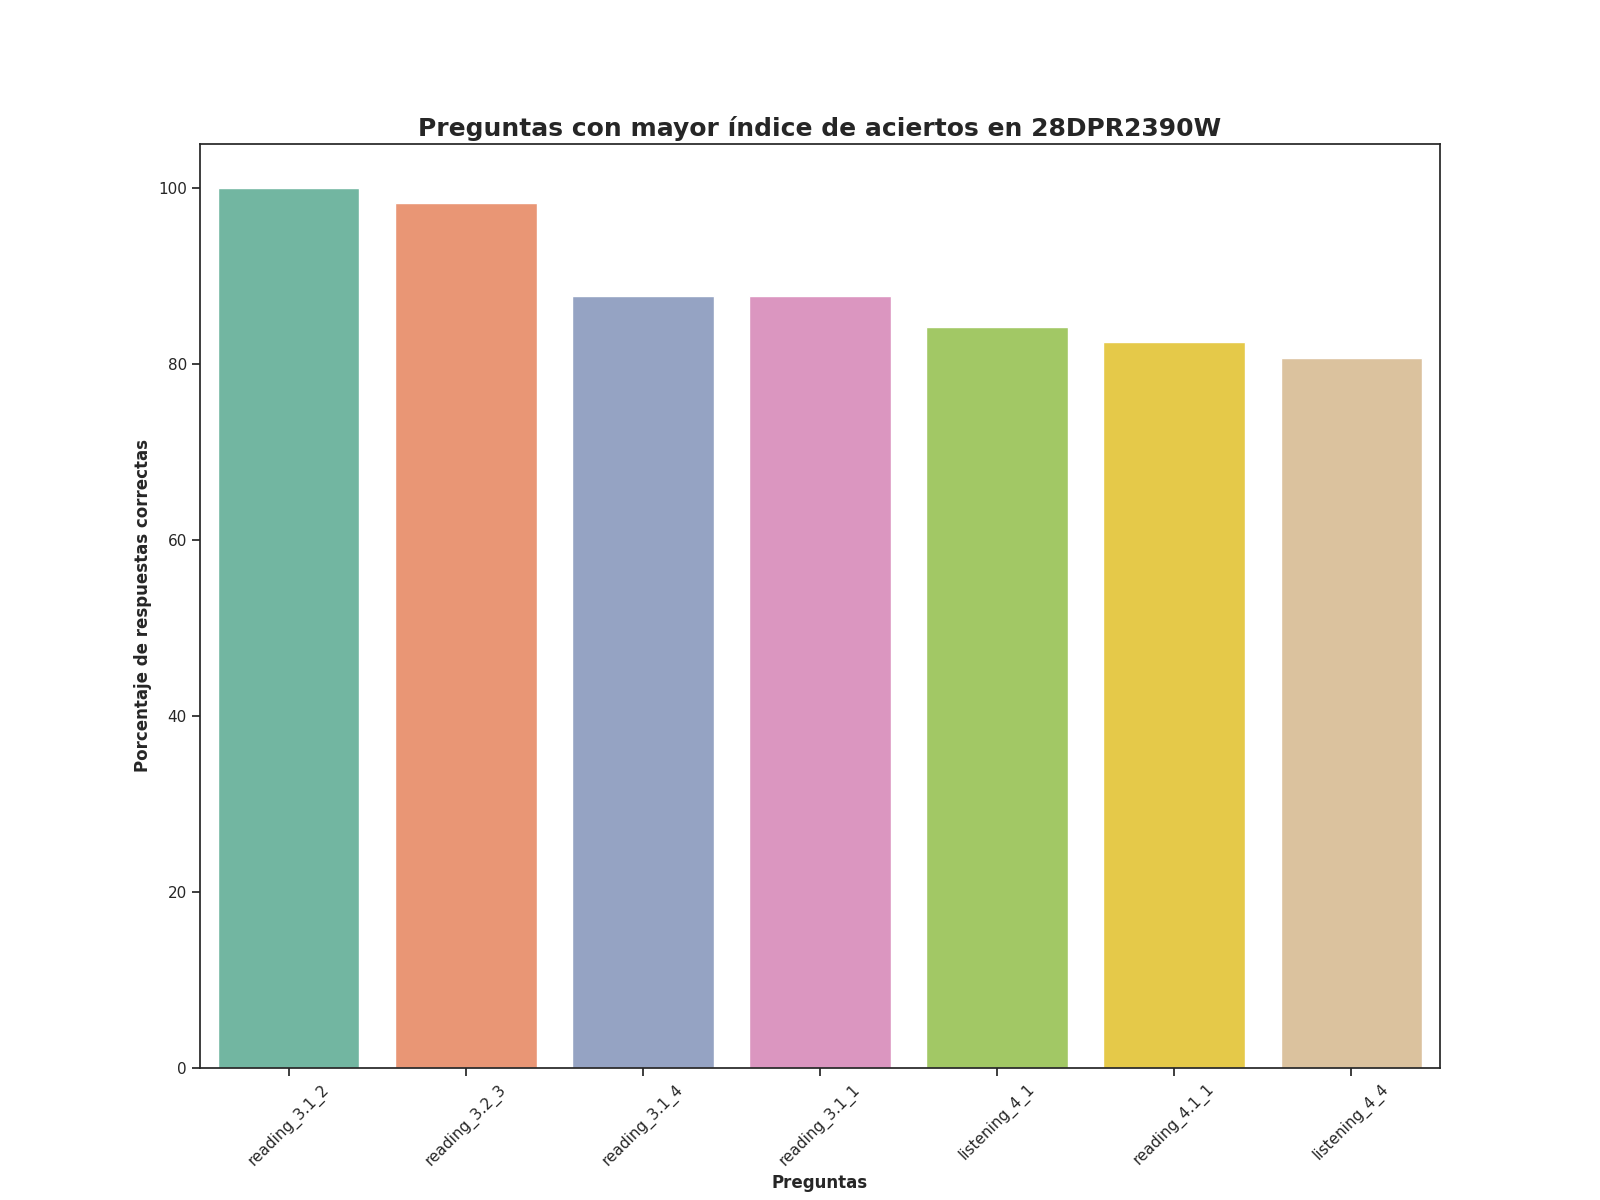 Preguntas con mayor índice de aciertos en 28DPR2390W
Porcentaje de respuestas correctas
100
80
60
40
20
0
reading_3.1_2
reading_3.2_3
reading_3.1_4
reading_3.1_1
listening_4_1
reading_4.1_1
listening_4_4
Preguntas